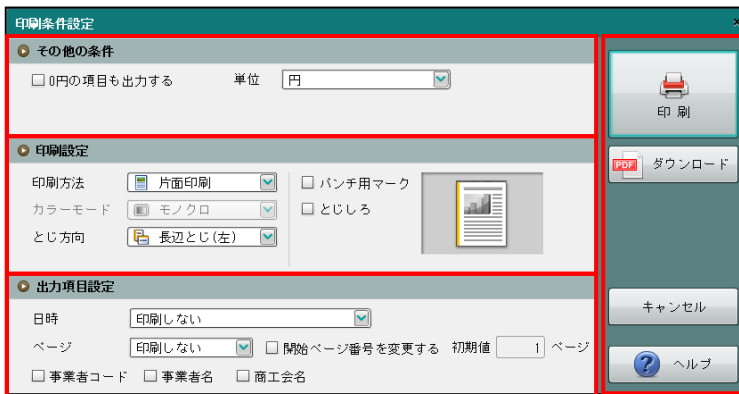 印刷条件設定 ×
その他の条件
0円の項目も出力する 単位 円
印刷
PDF ダウンロード
印刷設定
印刷方法 片面印刷 パンチ用マーク
カラーモード モノクロ とじしろ
とじ方向 長辺とじ(左)
出力項目設定
日時 印刷しない
ページ 印刷しない 開始ページ番号を変更する 初期値 1 ページ
事業者コード 事業者名 商工会名
キャンセル
? ヘルプ